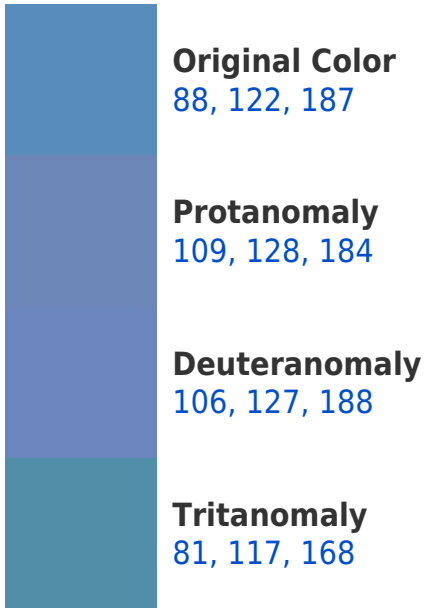 Original Color
88, 122, 187
Protanomaly
109, 128, 184
Deuteranomaly
106, 127, 188
Tritanomaly
81, 117, 168